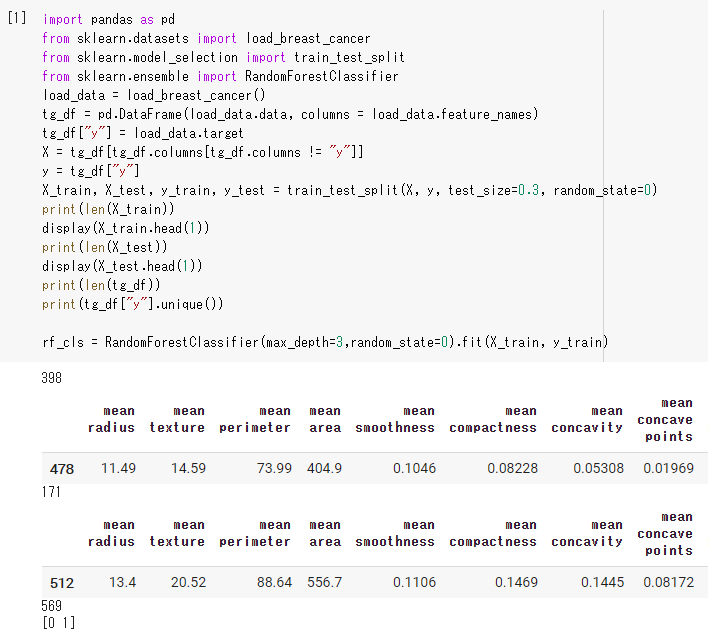 [1] import pandas as pd
from sklearn.datasets import load_breast_cancer
from sklearn.model_selection import train_test_split
from sklearn.ensemble import RandomForestClassifier
load_data = load_breast_cancer()
tg_df = pd.DataFrame(load_data.data, columns = load_data.feature_names)
tg_df["y"] = load_data.target
X = tg_df[tg_df.columns[tg_df.columns != "y"]]
y = tg_df["y"]
X_train, X_test, y_train, y_test = train_test_split(X, y, test_size=0.3, random_state=0)
print(len(X_train))
display(X_train.head(1))
print(len(X_test))
display(X_test.head(1))
print(len(tg_df))
print(tg_df["y"].unique())
rf_cls = RandomForestClassifier(max_depth=3,random_state=0).fit(X_train, y_train)
398
mean radius mean texture mean perimeter mean area mean smoothness mean compactness mean concavity mean concave points
478 11.49 14.59 73.99 404.9 0.1046 0.08228 0.05308 0.01969
171
mean radius mean texture mean perimeter mean area mean smoothness mean compactness mean concavity mean concave points
512 13.4 20.52 88.64 556.7 0.1106 0.1469 0.1445 0.08172
569
[0 1]